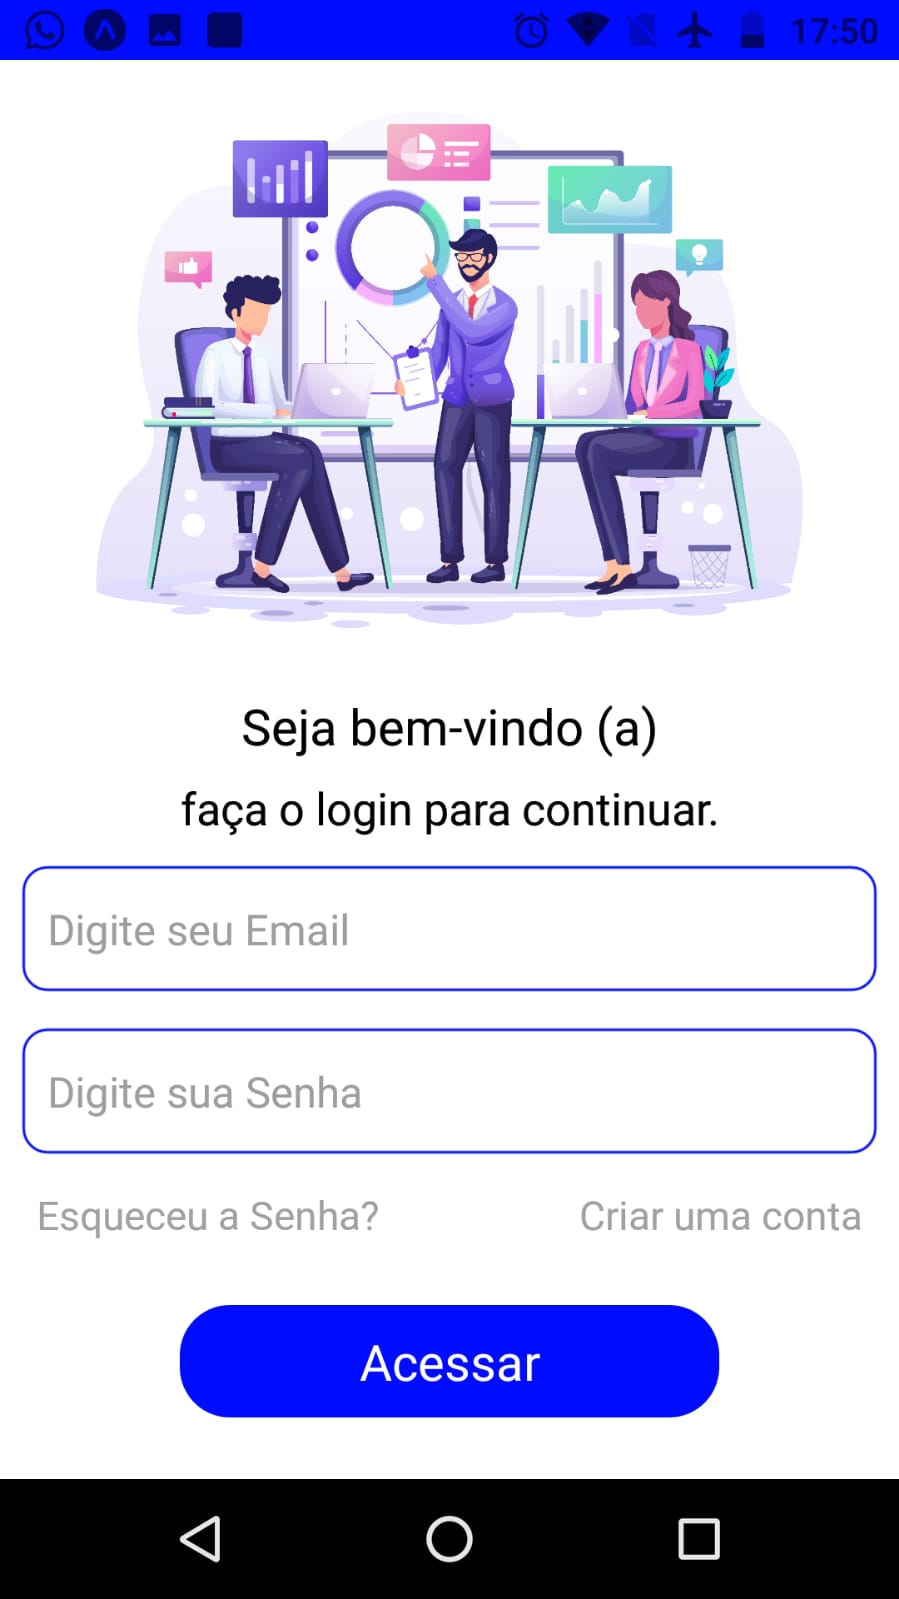 17:50
Seja bem-vindo (a)
faça o login para continuar.
Digite seu Email
Digite sua Senha
Esqueceu a Senha? Criar uma conta
Acessar